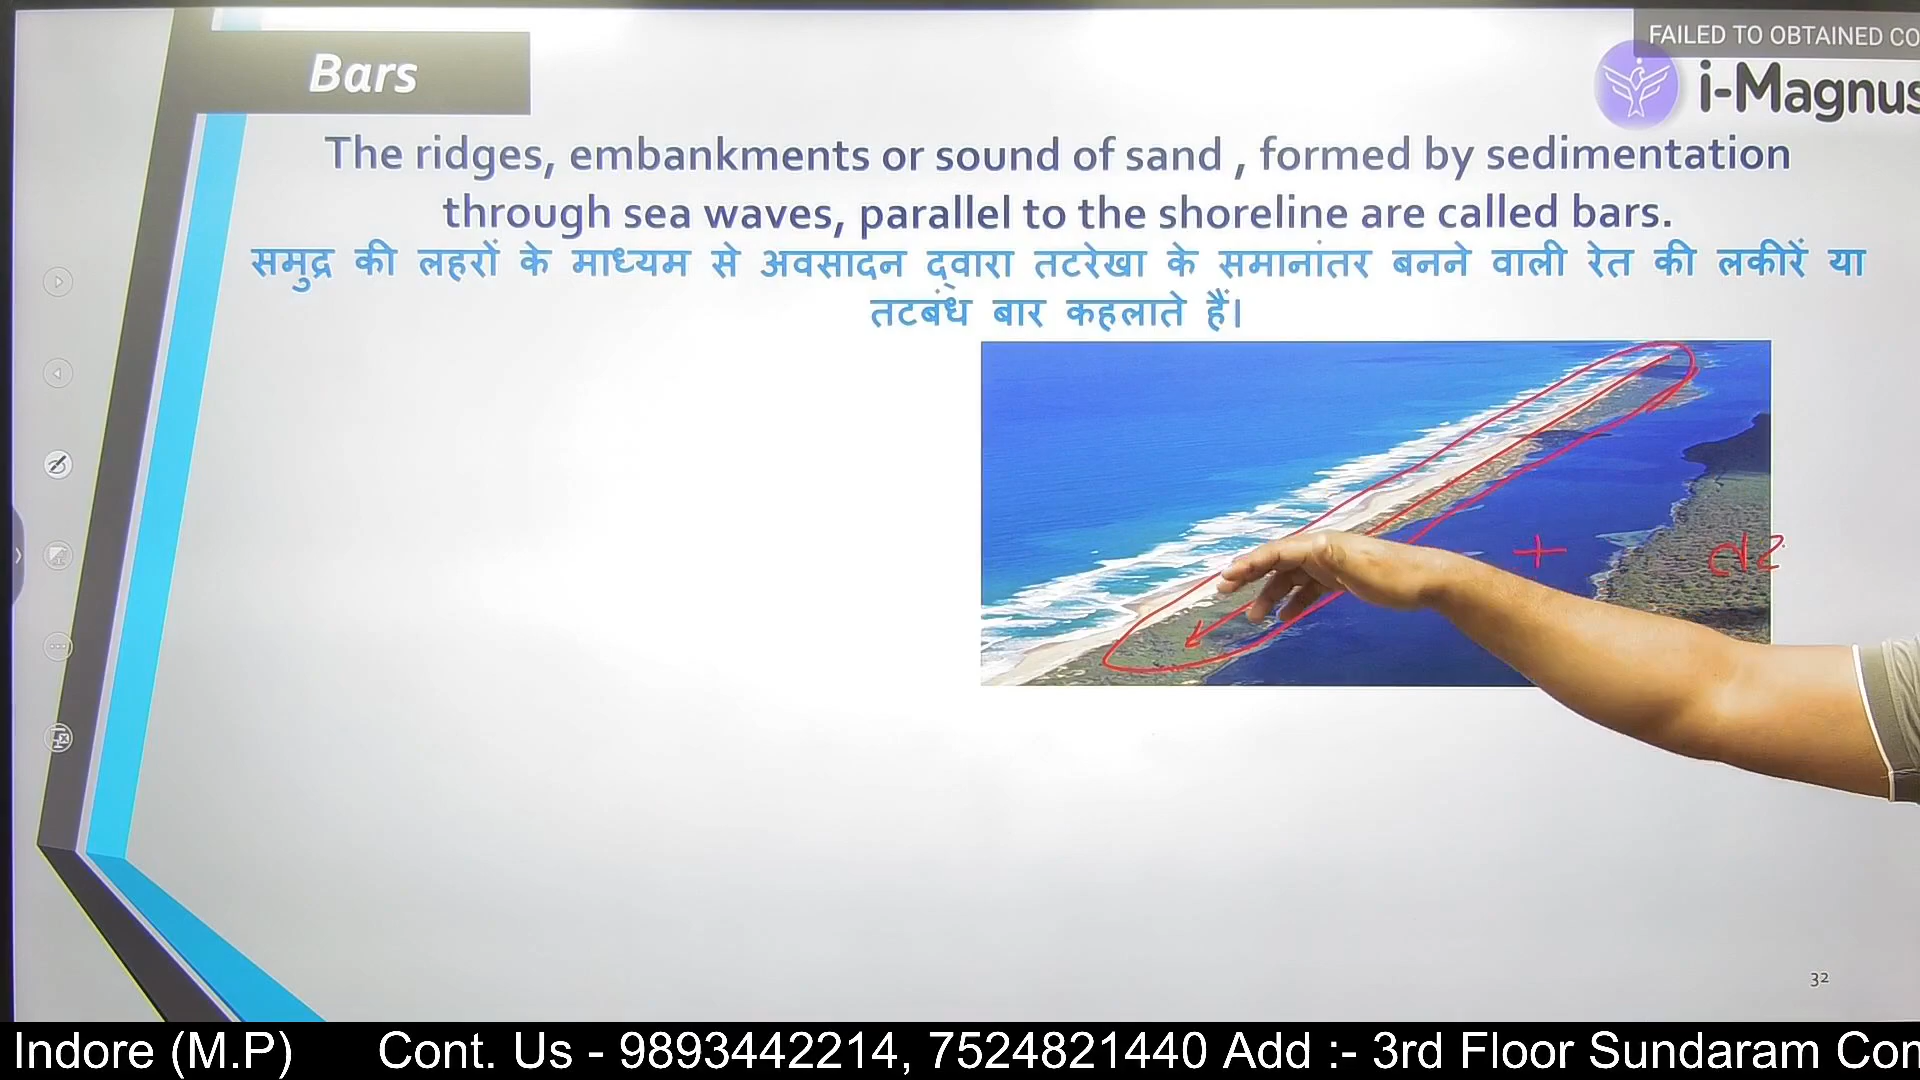 FAILED TO OBTAINED CO
Bars
i-Magnus
The ridges, embankments or sound of sand , formed by sedimentation
through sea waves, parallel to the shoreline are called bars.
समुद्र की लहरों के माध्यम से अवसादन द्वारा तटरेखा के समानांतर बनने वाली रेत की लकीरें या
तटबंध बार कहलाते हैं।
+
32
Indore (M.P) Cont. Us - 9893442214, 7524821440 Add :- 3rd Floor Sundaram Com